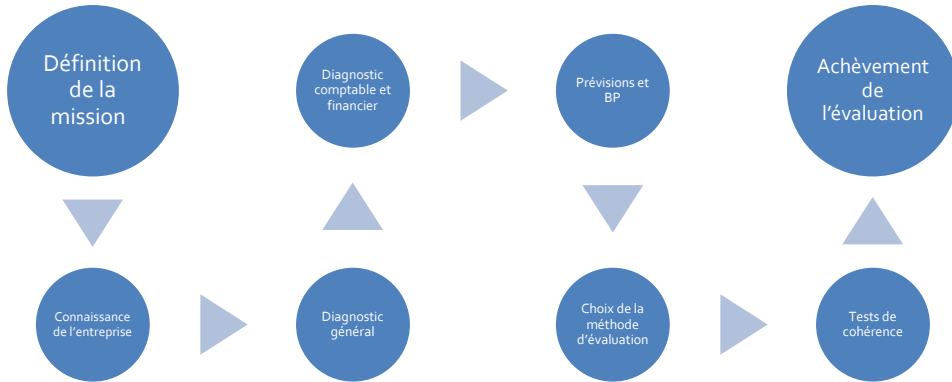 Définition
de la
mission
Connaissance
de l'entreprise
Diagnostic
général
Diagnostic
comptable et
financier
Prévisions et
BP
Choix de la
méthode
d'évaluation
Tests de
cohérence
Achèvement
de
l'évaluation